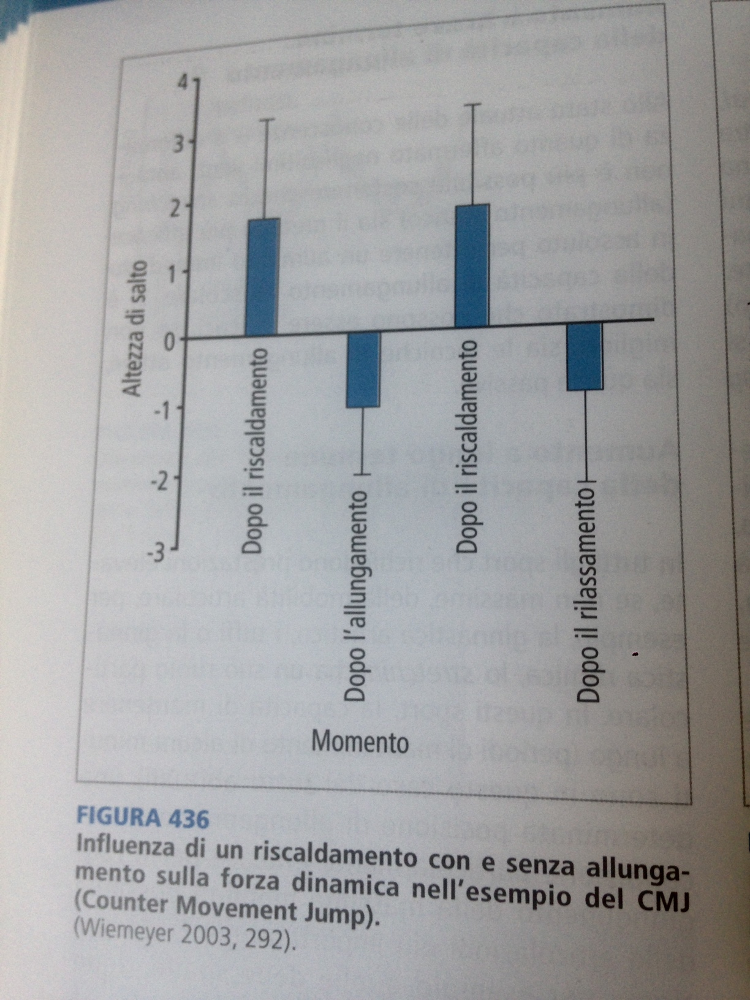 4
3
2
1
0
-1
-2
-3
Altezza di salto
Dopo il riscaldamento
Dopo l'allungamento
Dopo il riscaldamento
Dopo il rilassamento
Momento
FIGURA 436
Influenza di un riscaldamento con e senza allunga-
mento sulla forza dinamica nell'esempio del CMJ
(Counter Movement Jump).
(Wiemeyer 2003, 292).